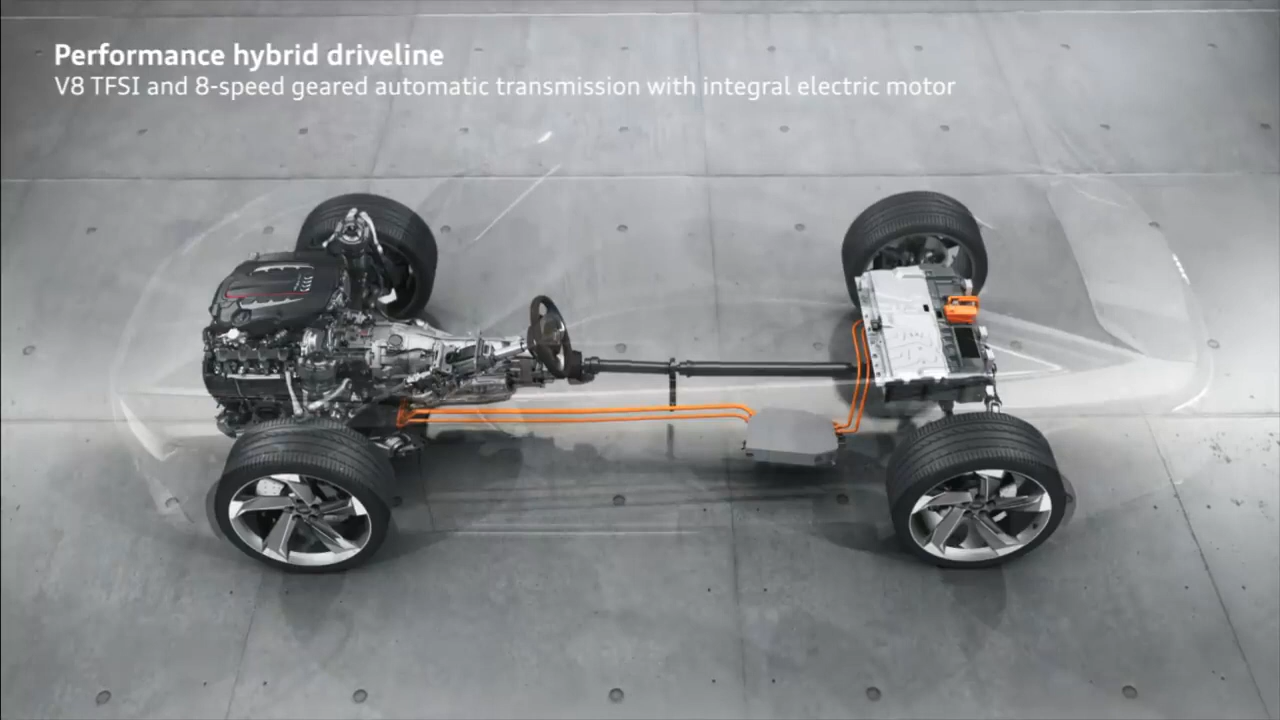 Performance hybrid driveline
V8 TFSI and 8-speed geared automatic transmission with integral electric motor